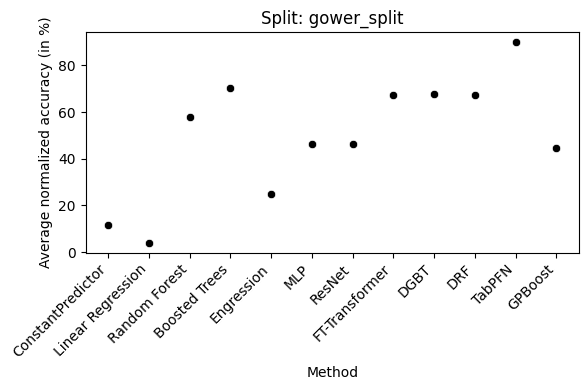 Split: gower_split
Average normalized accuracy (in %)
80
60
40
20
0
ConstantPredictor
Linear Regression
Random Forest
Boosted Trees
Engression
MLP
ResNet
FT-Transformer
DGBT
DRF
TabPFN
GPBoost
Method